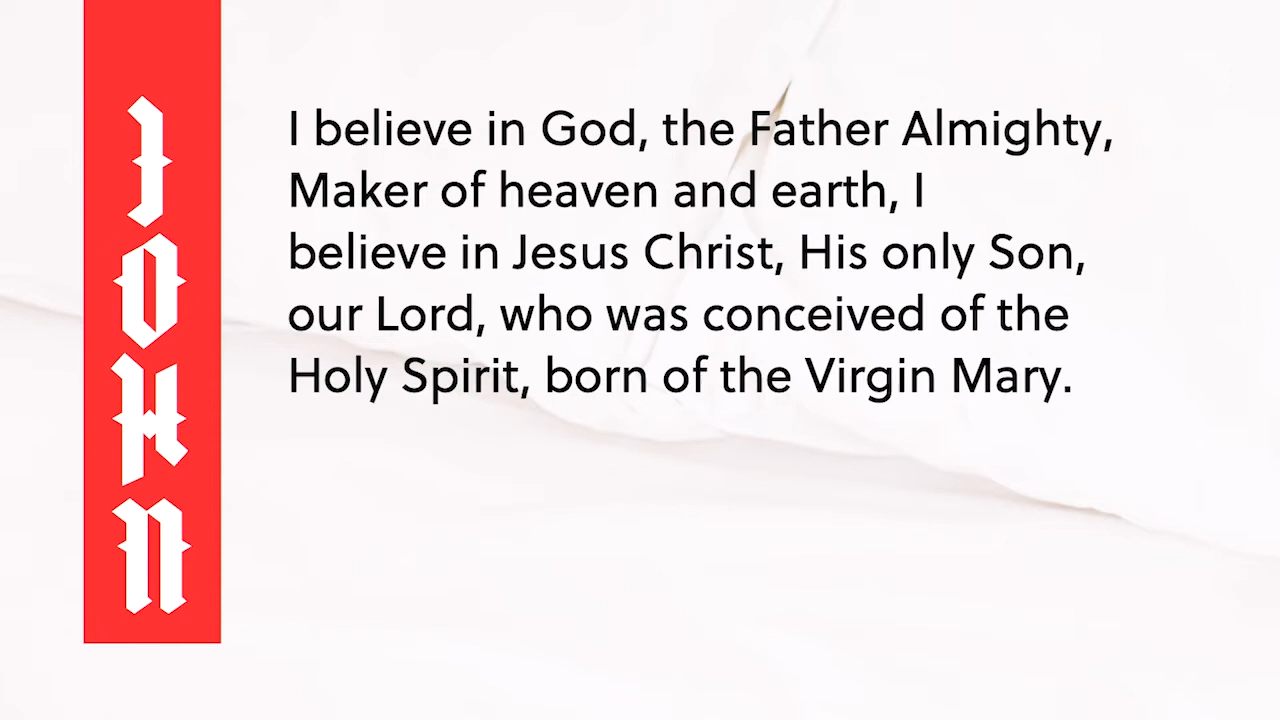 JOHN
I believe in God, the Father Almighty,
Maker of heaven and earth, I
believe in Jesus Christ, His only Son,
our Lord, who was conceived of the
Holy Spirit, born of the Virgin Mary.